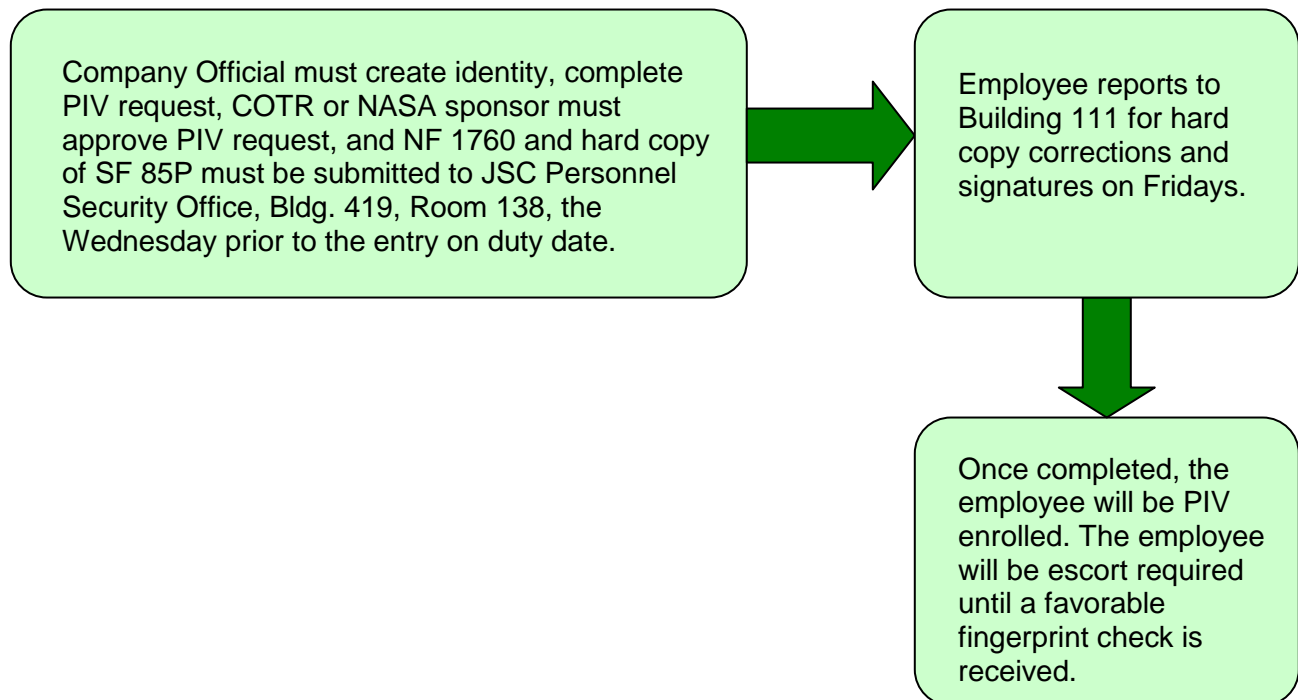 Company Official must create identity, complete
PIV request, COTR or NASA sponsor must
approve PIV request, and NF 1760 and hard copy
of SF 85P must be submitted to JSC Personnel
Security Office, Bldg. 419, Room 138, the
Wednesday prior to the entry on duty date.
Employee reports to
Building 111 for hard
copy corrections and
signatures on Fridays.
Once completed, the
employee will be PIV
enrolled. The employee
will be escort required
until a favorable
fingerprint check is
received.